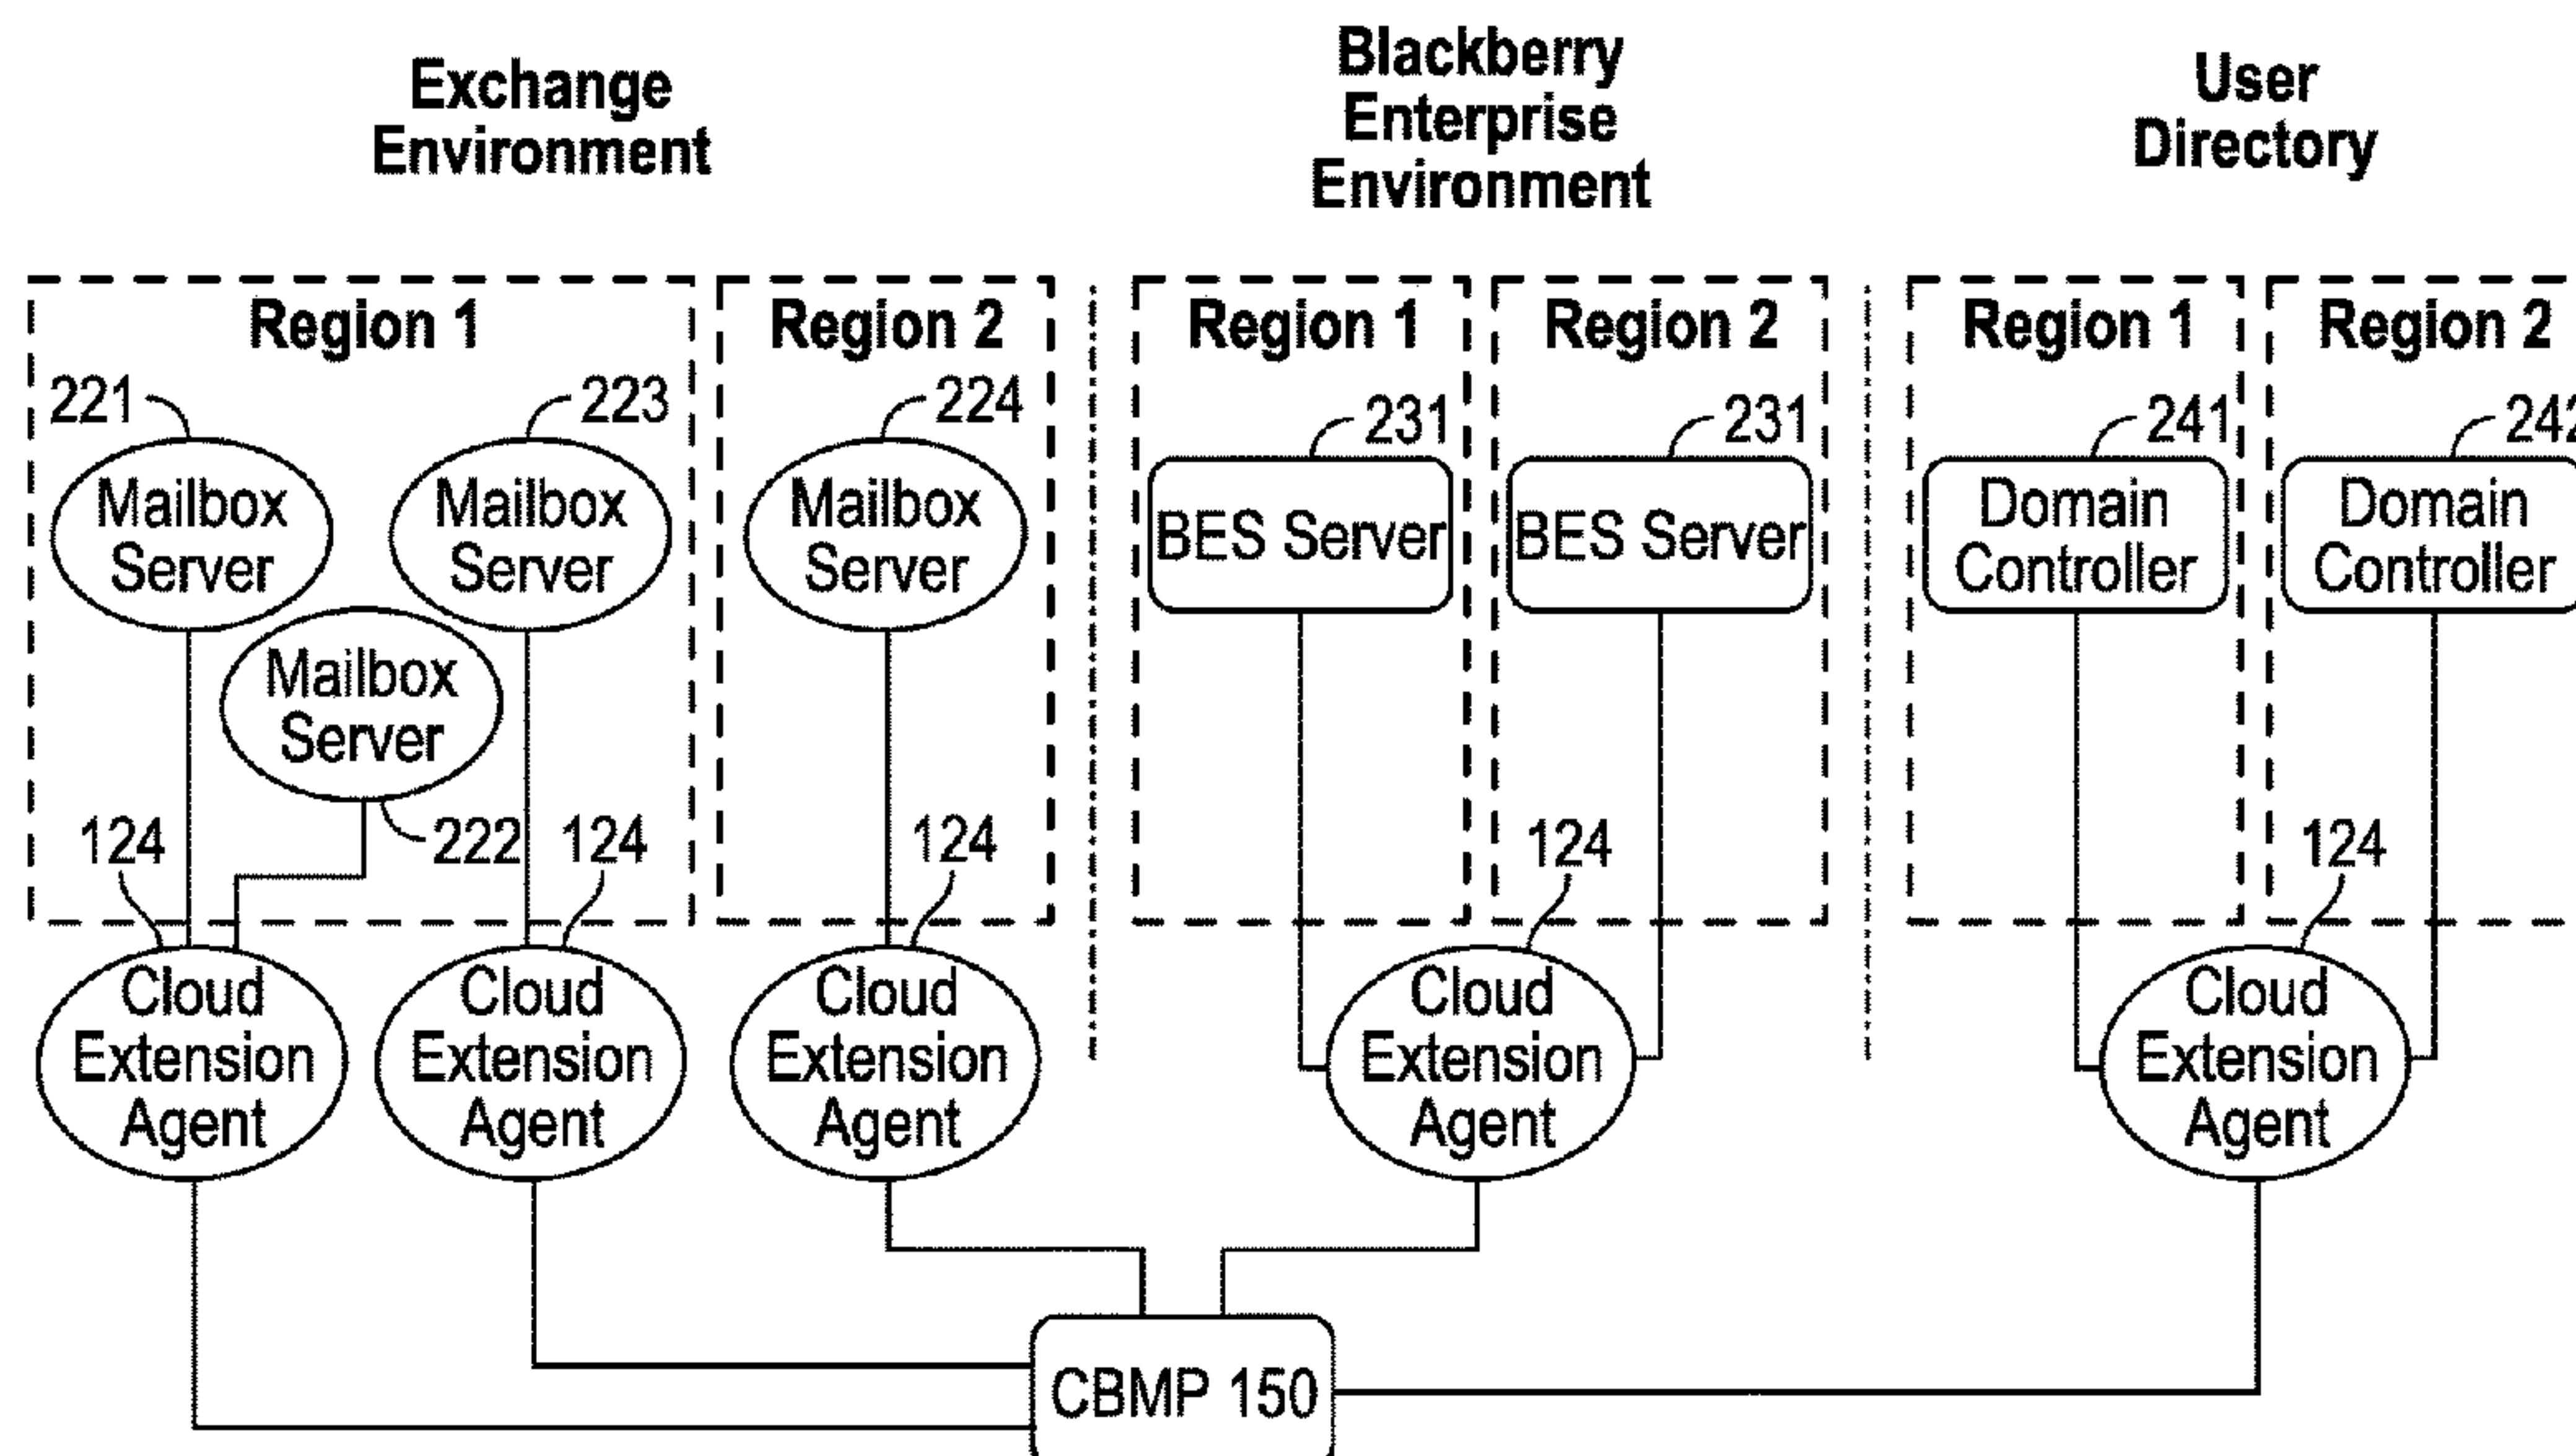 Exchange
Environment
Blackberry
Enterprise
Environment
User
Directory
Region 1
Region 2
Region 1
Region 2
Region 1
Region 2
221
223
224
231
231
241
242
Mailbox
Server
Mailbox
Server
Mailbox
Server
BES Server
BES Server
Domain
Controller
Domain
Controller
Mailbox
Server
124
222
124
124
124
124
Cloud
Extension
Agent
Cloud
Extension
Agent
Cloud
Extension
Agent
Cloud
Extension
Agent
Cloud
Extension
Agent
CBMP 150